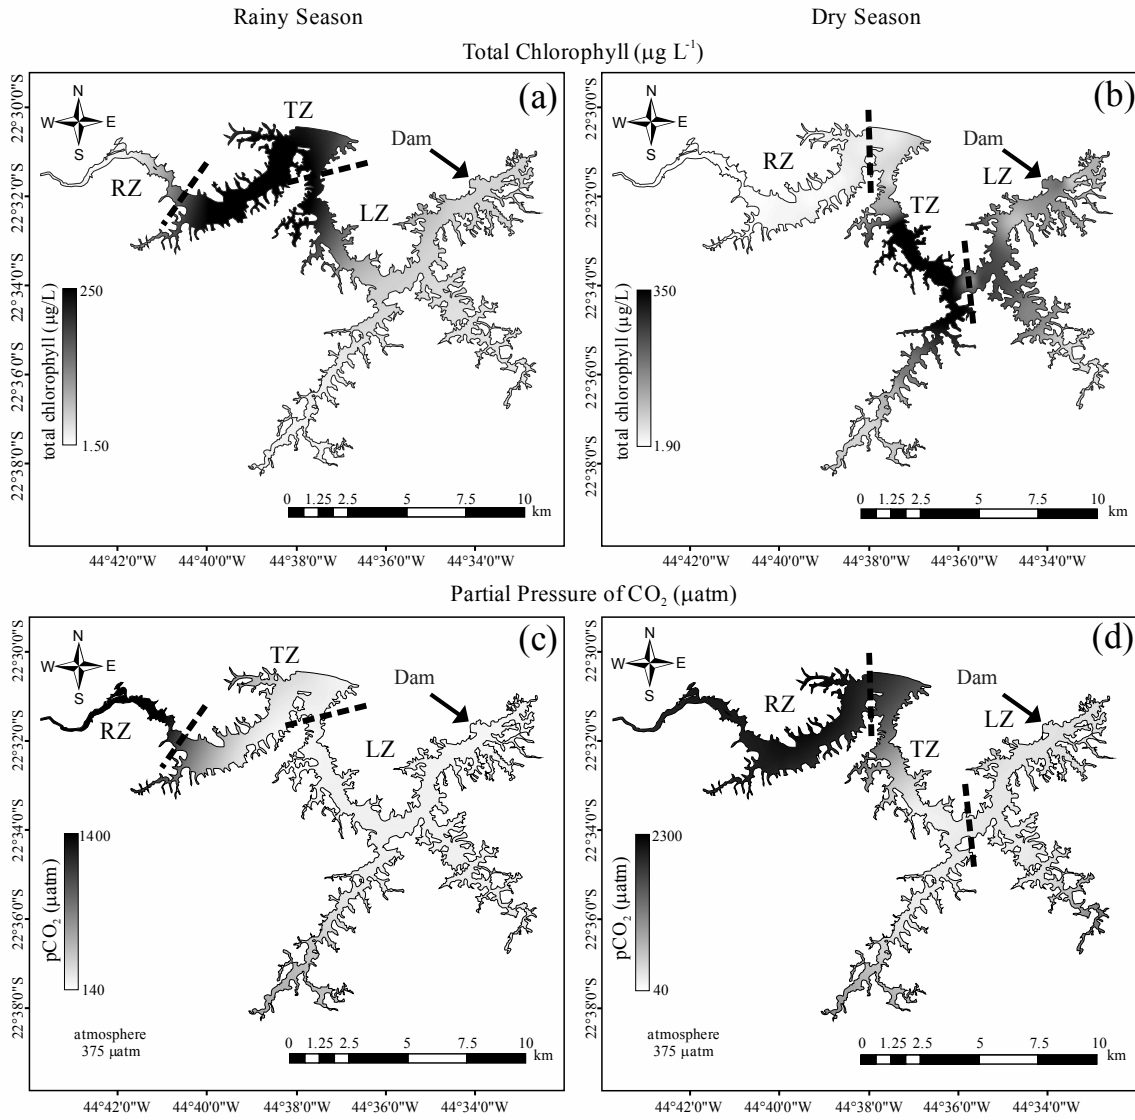 Rainy Season
Dry Season
Total Chlorophyll (µg L⁻¹)
(a)
N
W E
S
TZ
RZ
Dam
LZ
22°30'0"S
22°32'0"S
22°34'0"S
22°36'0"S
22°38'0"S
250
total chlorophyll (µg/L)
1.50
0 1.25 2.5 5 7.5 10
km
44°42'0"W 44°40'0"W 44°38'0"W 44°36'0"W 44°34'0"W
(b)
N
W E
S
RZ
TZ
Dam
LZ
22°30'0"S
22°32'0"S
22°34'0"S
22°36'0"S
22°38'0"S
350
total chlorophyll (µg/L)
1.90
0 1.25 2.5 5 7.5 10
km
44°42'0"W 44°40'0"W 44°38'0"W 44°36'0"W 44°34'0"W
Partial Pressure of CO₂ (µatm)
(c)
N
W E
S
TZ
RZ
Dam
LZ
22°30'0"S
22°32'0"S
22°34'0"S
22°36'0"S
22°38'0"S
1400
pCO₂ (µatm)
140
atmosphere
375 µatm
0 1.25 2.5 5 7.5 10
km
44°42'0"W 44°40'0"W 44°38'0"W 44°36'0"W 44°34'0"W
(d)
N
W E
S
RZ
TZ
Dam
LZ
22°30'0"S
22°32'0"S
22°34'0"S
22°36'0"S
22°38'0"S
2300
pCO₂ (µatm)
40
atmosphere
375 µatm
0 1.25 2.5 5 7.5 10
km
44°42'0"W 44°40'0"W 44°38'0"W 44°36'0"W 44°34'0"W